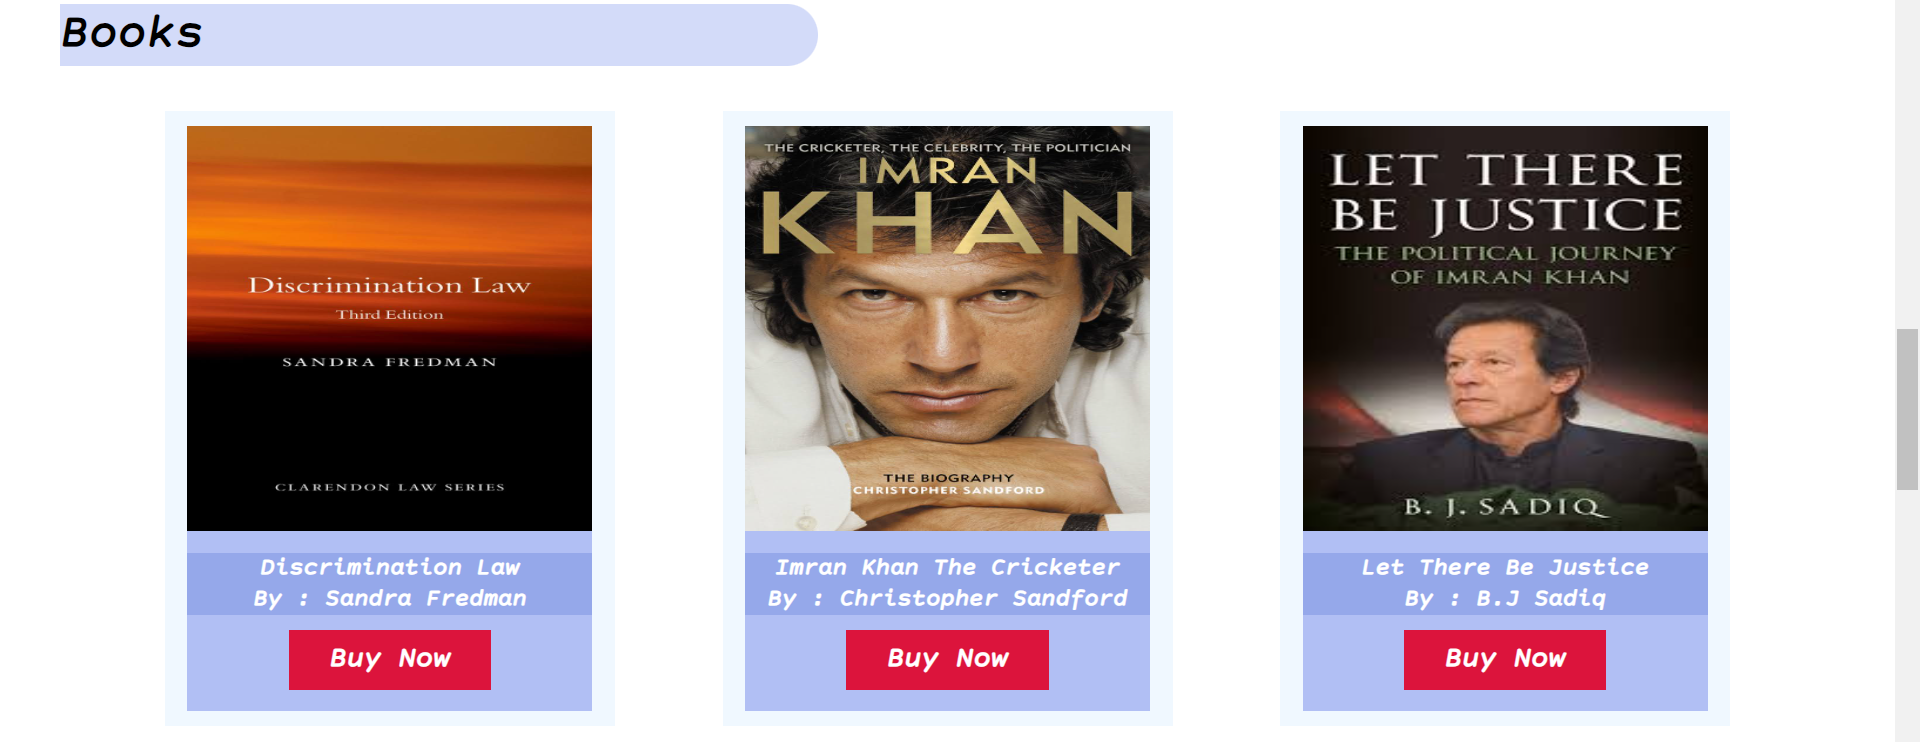 Books
Discrimination Law
Third Edition
SANDRA FREDMAN
CLARENDON LAW SERIES
Discrimination Law
By : Sandra Fredman
Buy Now
THE CRICKETER, THE CELEBRITY, THE POLITICIAN
IMRAN
KHAN
THE BIOGRAPHY
CHRISTOPHER SANDFORD
Imran Khan The Cricketer
By : Christopher Sandford
Buy Now
LET THERE
BE JUSTICE
THE POLITICAL JOURNEY
OF IMRAN KHAN
B. J. SADIQ
Let There Be Justice
By : B.J Sadiq
Buy Now